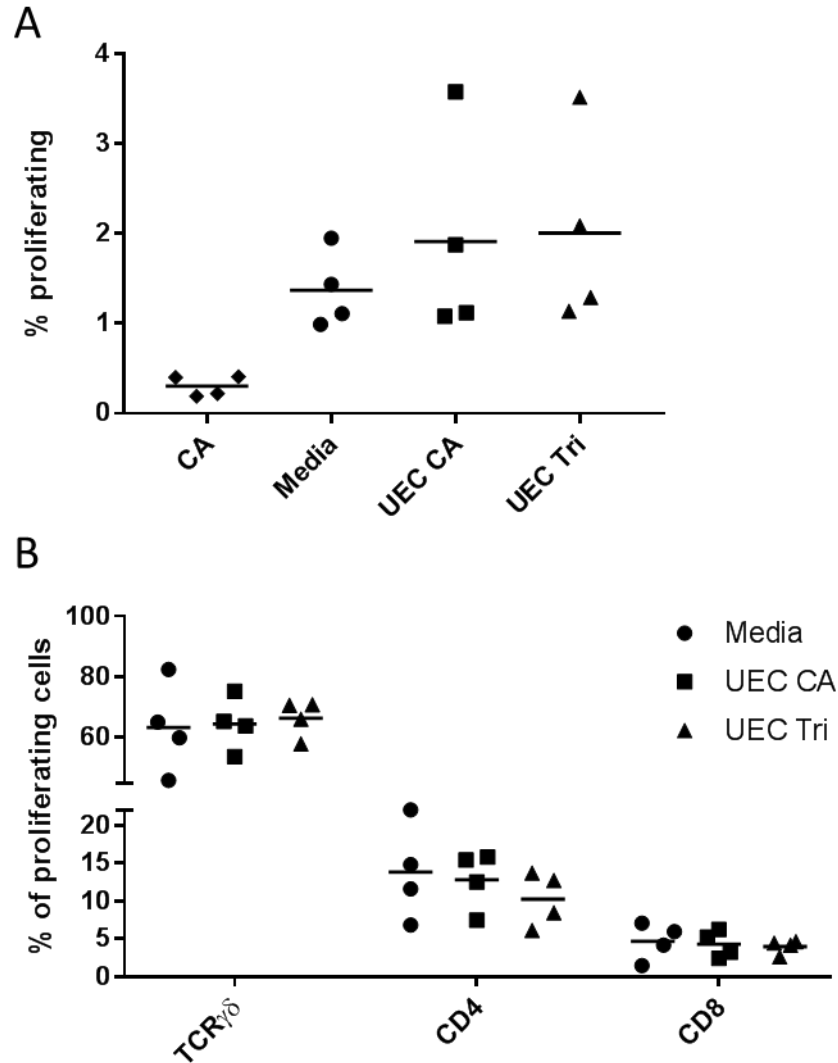 A
4
3
2
1
0
% proliferating
CA
Media
UEC CA
UEC Tri
B
100
80
60
20
15
10
5
0
% of proliferating cells
Media
UEC CA
UEC Tri
TCRγδ
CD4
CD8